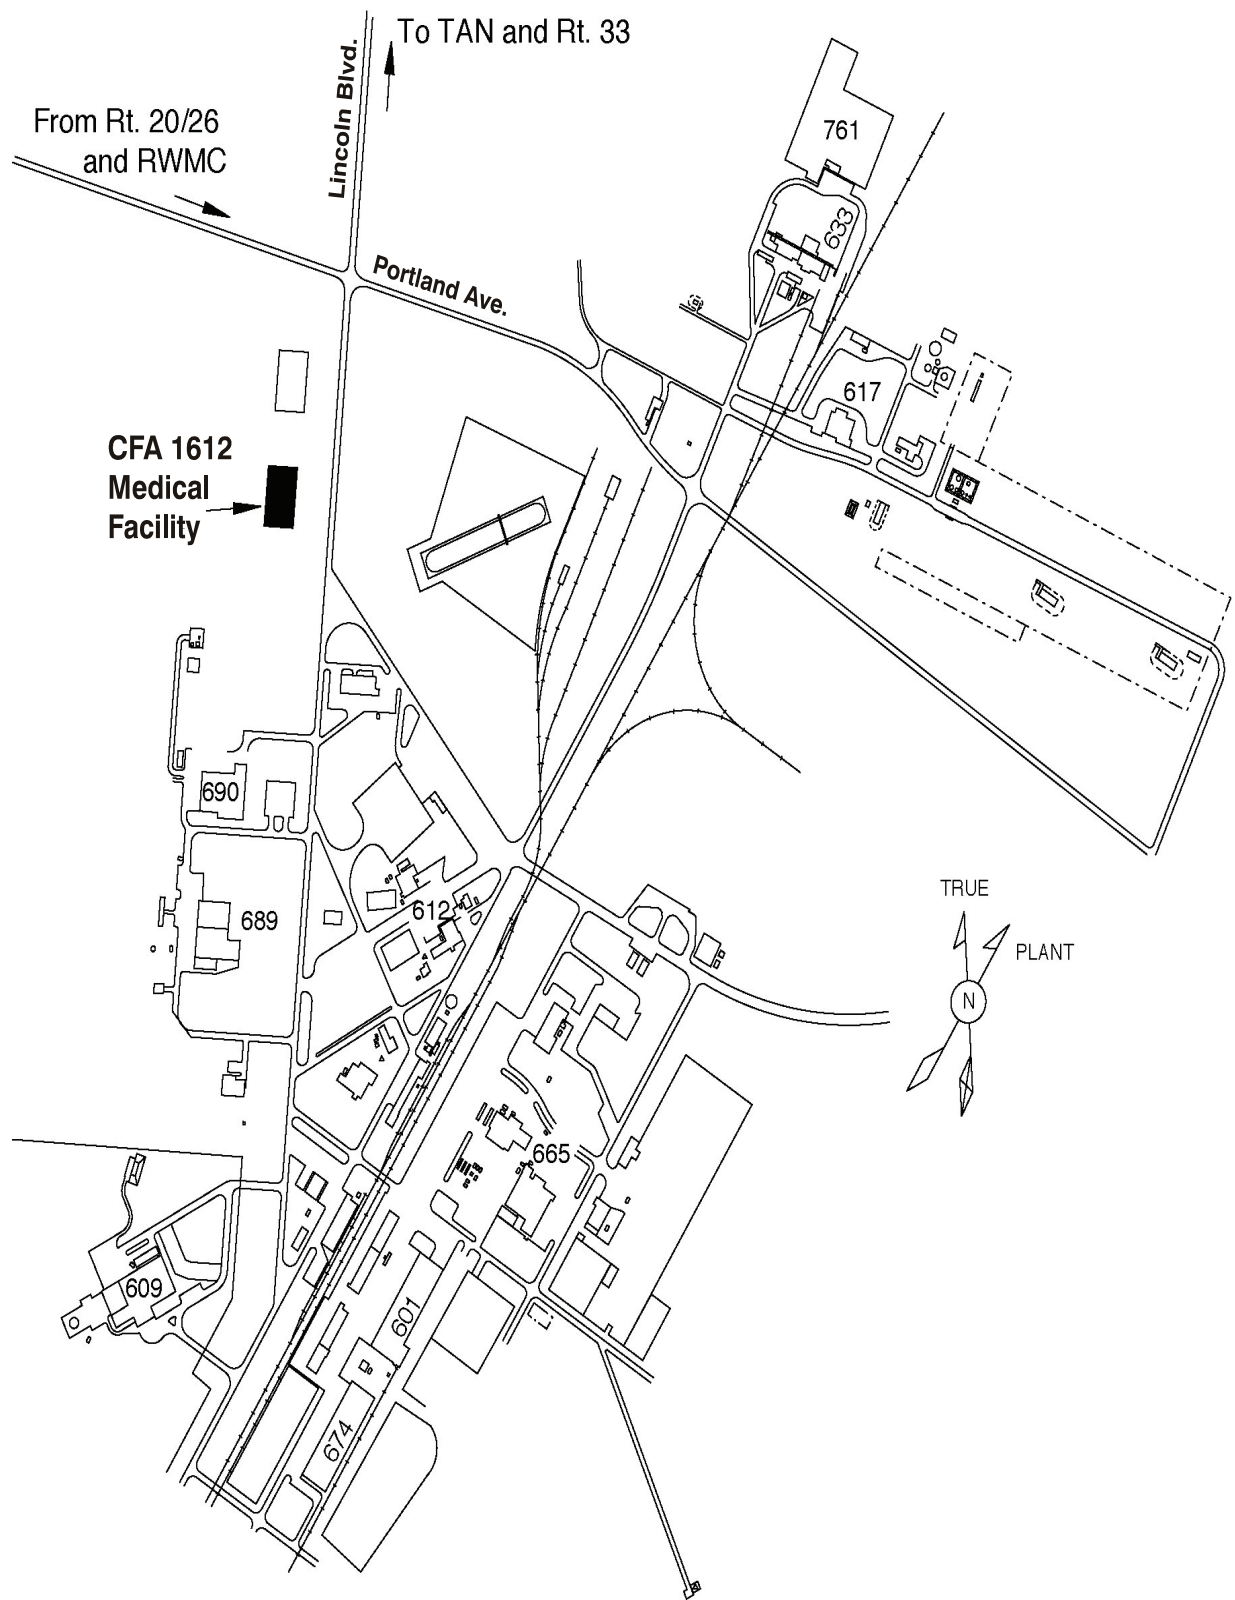 To TAN and Rt. 33
Lincoln Blvd.
From Rt. 20/26
and RWMC
761
633
Portland Ave.
617
CFA 1612
Medical
Facility
690
689
612
TRUE
PLANT
N
665
609
601
674